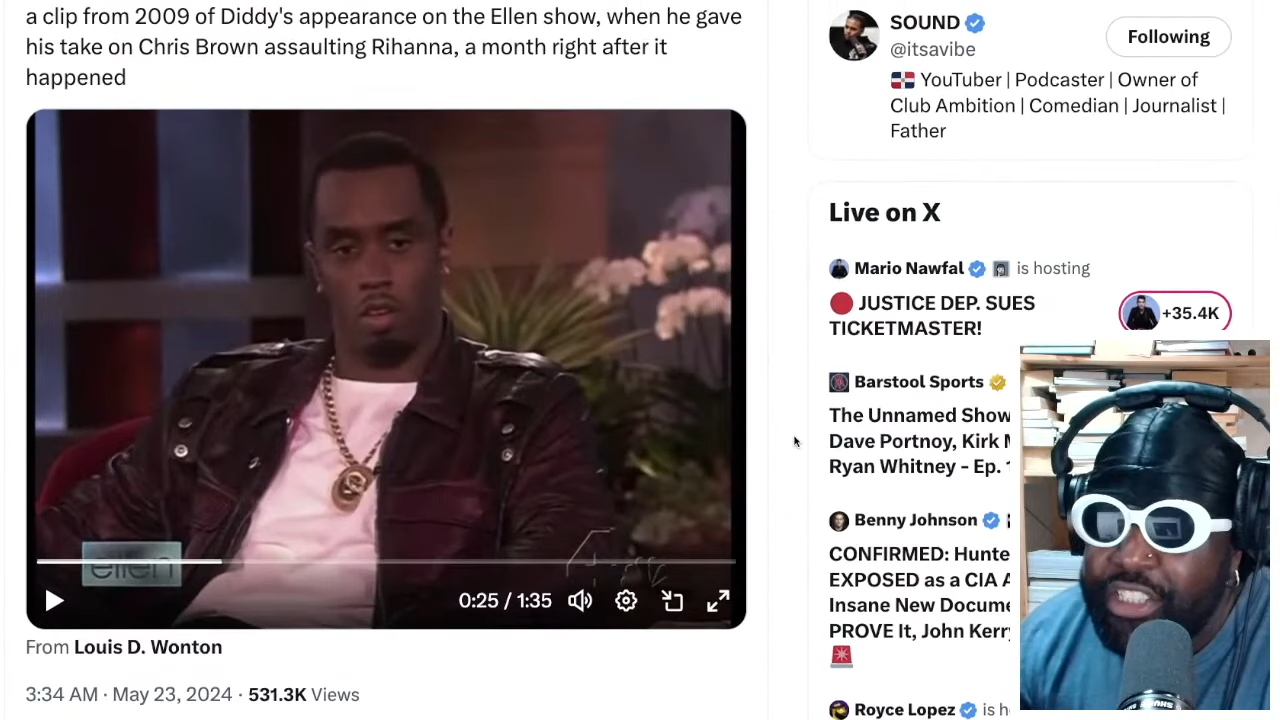 a clip from 2009 of Diddy's appearance on the Ellen show, when he gave
his take on Chris Brown assaulting Rihanna, a month right after it
happened
ellen
0:25 / 1:35
From Louis D. Wonton
3:34 AM · May 23, 2024 · 531.3K Views
SOUND
@itsavibe
Following
🇩🇴 YouTuber | Podcaster | Owner of
Club Ambition | Comedian | Journalist |
Father
Live on X
Mario Nawfal is hosting
🔴 JUSTICE DEP. SUES
TICKETMASTER!
+35.4K
Barstool Sports
The Unnamed Show
Dave Portnoy, Kirk
Ryan Whitney - Ep.
Benny Johnson
CONFIRMED: Hunte
EXPOSED as a CIA A
Insane New Docume
PROVE It, John Kerry
🚨
Royce Lopez is h